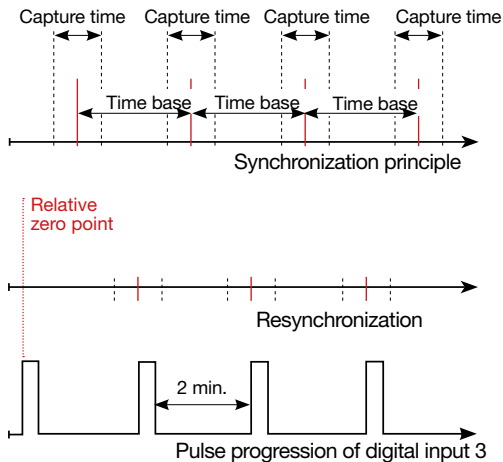 Capture time Capture time Capture time Capture time
Time base Time base Time base
Synchronization principle
Relative
zero point
Resynchronization
2 min.
Pulse progression of digital input 3